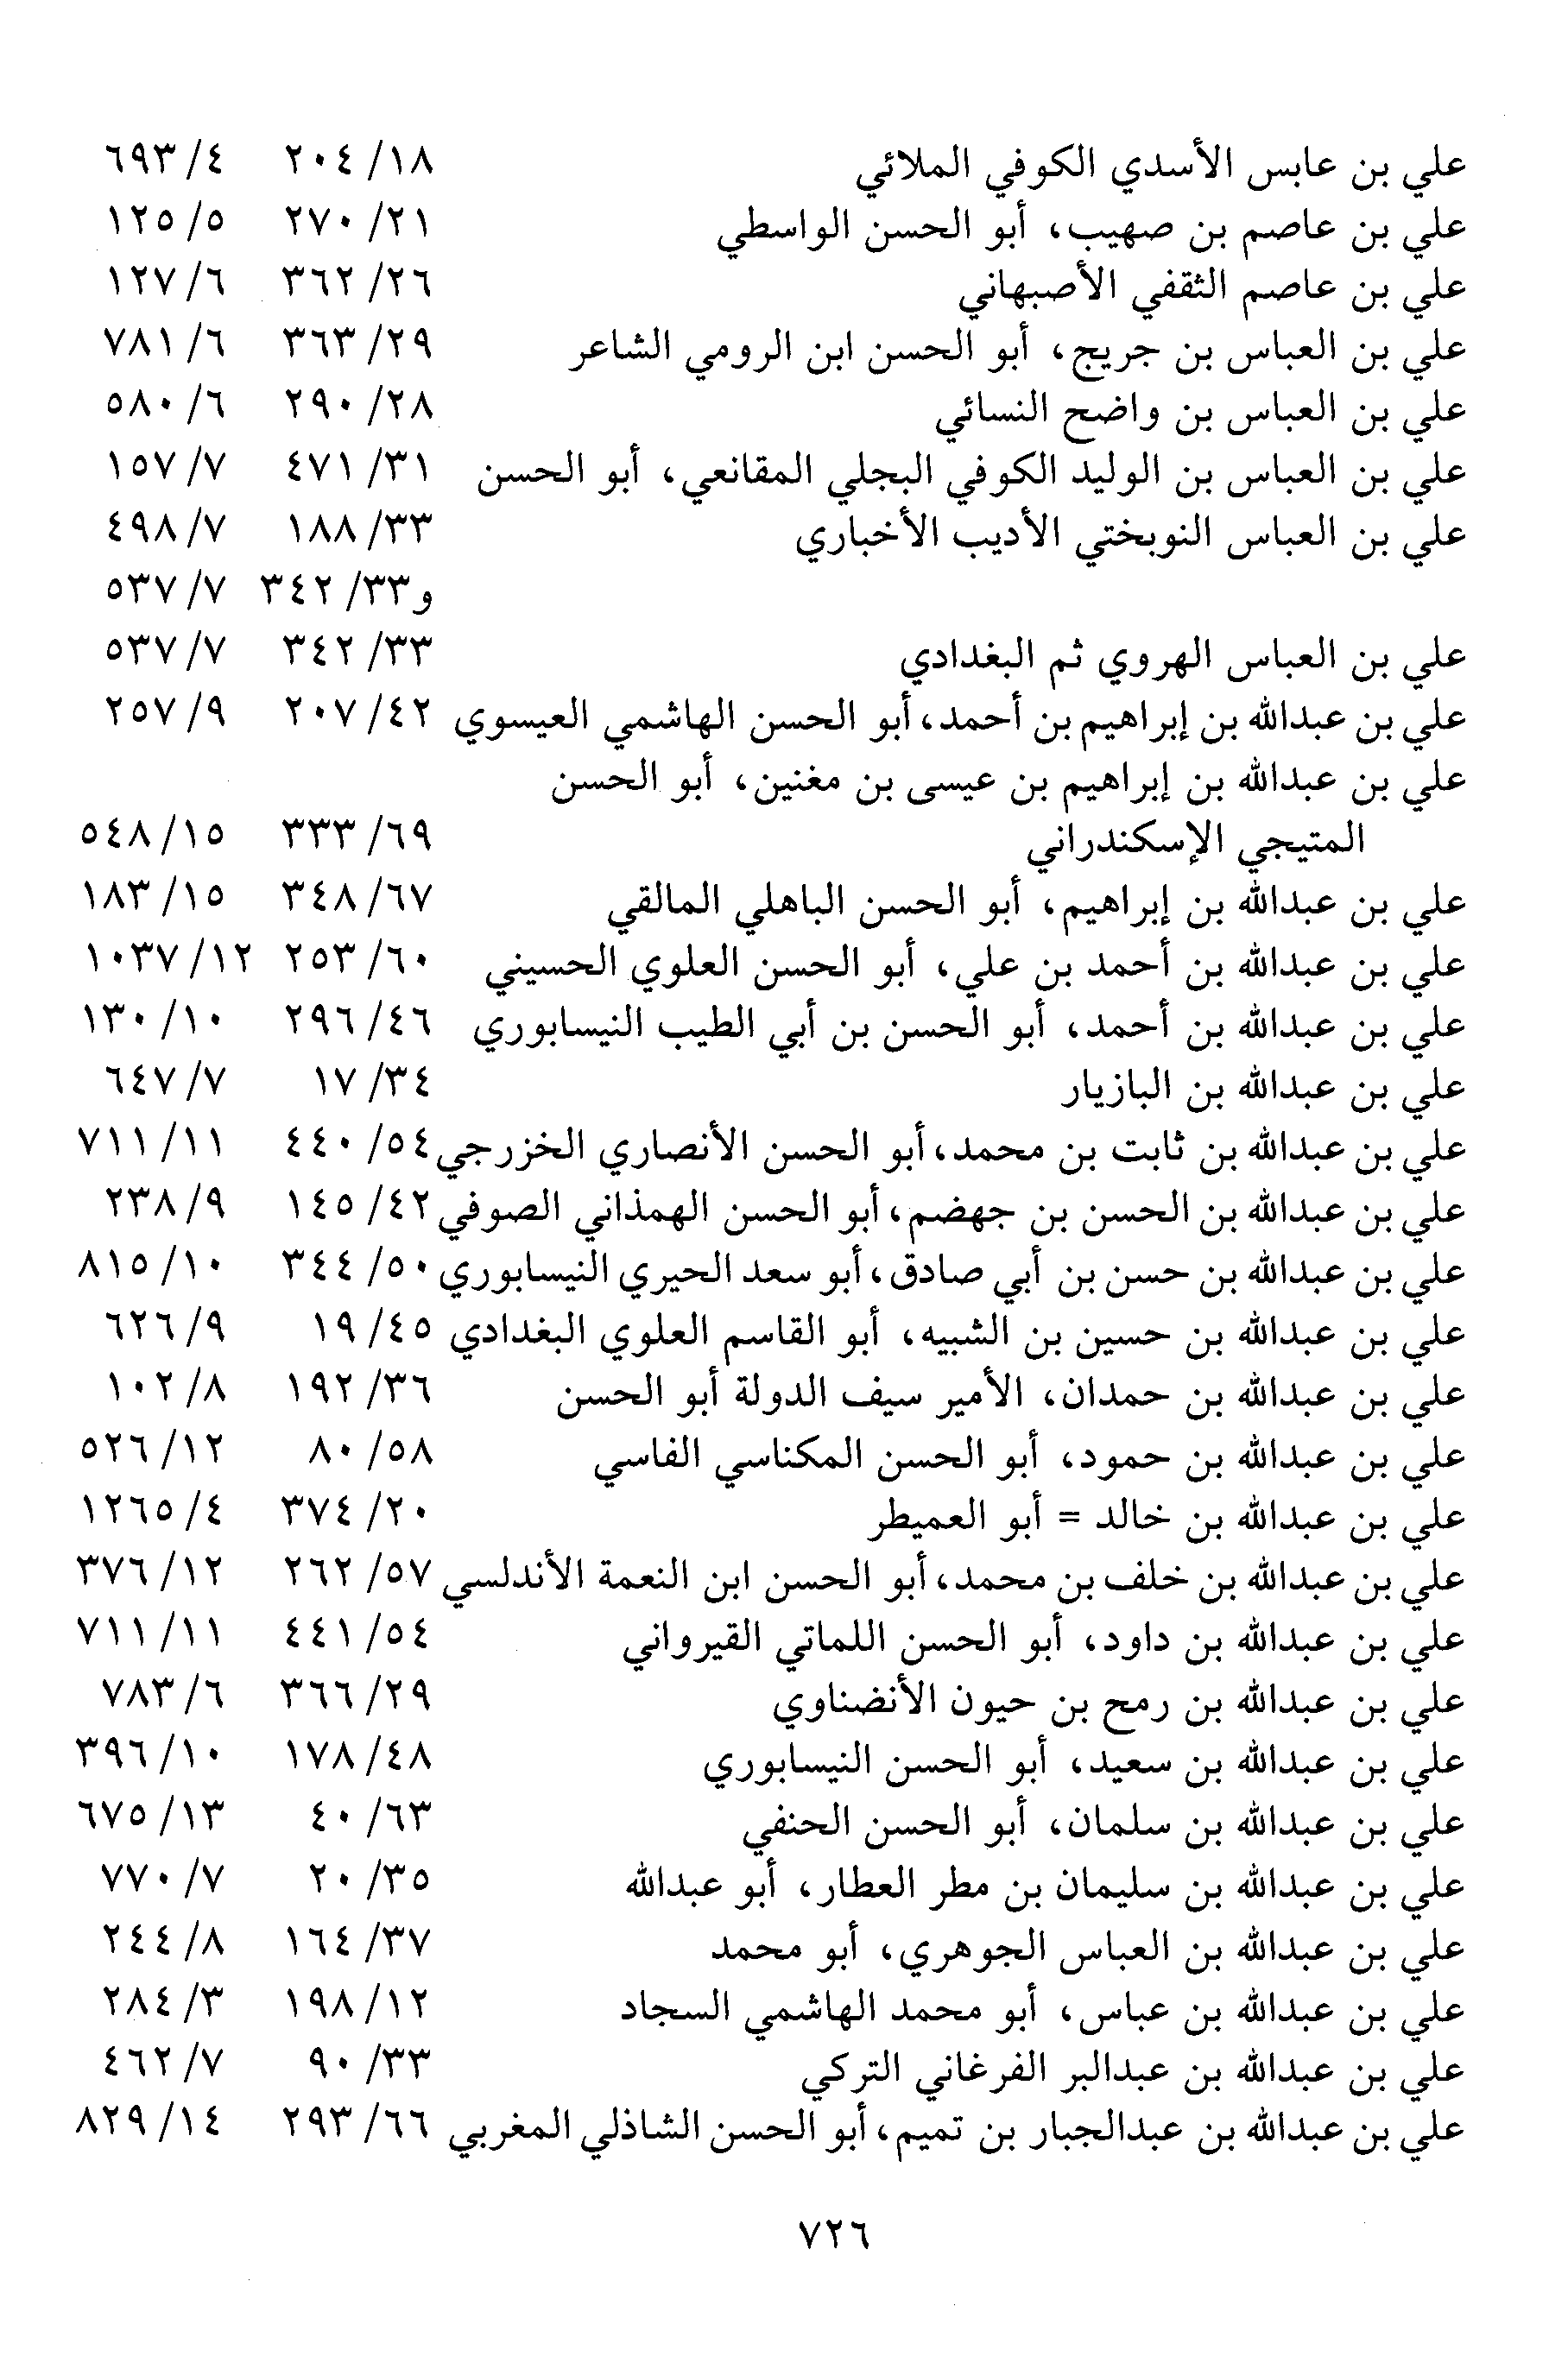 علي بن عابس الأسدي الكوفي الملائي ١٨/ ٢٠٤ ٤/ ٦٩٣
علي بن عاصم بن صهيب، أبو الحسن الواسطي ٢١/ ٢٧٠ ٥/ ١٢٥
علي بن عاصم الثقفي الأصبهاني ٢٦/ ٣٦٢ ٦/ ١٢٧
علي بن العباس بن جريج، أبو الحسن ابن الرومي الشاعر ٢٩/ ٣٦٣ ٦/ ٧٨١
علي بن العباس بن واضح النسائي ٢٨/ ٢٩٠ ٦/ ٥٨٠
علي بن العباس بن الوليد الكوفي البجلي المقانعي، أبو الحسن ٣١/ ٤٧١ ٧/ ١٥٧
علي بن العباس النوبختي الأديب الأخباري ٣٣/ ١٨٨ ٧/ ٤٩٨
و٣٣/ ٣٤٢ ٧/ ٥٣٧
علي بن العباس الهروي ثم البغدادي ٣٣/ ٣٤٢ ٧/ ٥٣٧
علي بن عبدالله بن إبراهيم بن أحمد، أبو الحسن الهاشمي العيسوي ٤٢/ ٢٠٧ ٩/ ٢٥٧
علي بن عبدالله بن إبراهيم بن عيسى بن مغنين، أبو الحسن
المتيجي الإسكندراني ٦٩/ ٣٣٣ ١٥/ ٥٤٨
علي بن عبدالله بن إبراهيم، أبو الحسن الباهلي المالقي ٦٧/ ٣٤٨ ١٥/ ١٨٣
علي بن عبدالله بن أحمد بن علي، أبو الحسن العلوي الحسيني ٦٠/ ٢٥٣ ١٢/ ١٠٣٧
علي بن عبدالله بن أحمد، أبو الحسن بن أبي الطيب النيسابوري ٤٦/ ٢٩٦ ١٠/ ١٣٠
علي بن عبدالله بن البازيار ٣٤/ ١٧ ٧/ ٦٤٧
علي بن عبدالله بن ثابت بن محمد، أبو الحسن الأنصاري الخزرجي ٥٤/ ٤٤٠ ١١/ ٧١١
علي بن عبدالله بن الحسن بن جهضم، أبو الحسن الهمذاني الصوفي ٤٢/ ١٤٥ ٩/ ٢٣٨
علي بن عبدالله بن حسن بن أبي صادق، أبو سعد الحيري النيسابوري ٥٠/ ٣٤٤ ١٠/ ٨١٥
علي بن عبدالله بن حسين بن الشبيه، أبو القاسم العلوي البغدادي ٤٥/ ١٩ ٩/ ٦٢٦
علي بن عبدالله بن حمدان، الأمير سيف الدولة أبو الحسن ٣٦/ ١٩٢ ٨/ ١٠٢
علي بن عبدالله بن حمود، أبو الحسن المكناسي الفاسي ٥٨/ ٨٠ ١٢/ ٥٢٦
علي بن عبدالله بن خالد = أبو العميطر ٢٠/ ٣٧٤ ٤/ ١٢٦٥
علي بن عبدالله بن خلف بن محمد، أبو الحسن ابن النعمة الأندلسي ٥٧/ ٢٦٢ ١٢/ ٣٧٦
علي بن عبدالله بن داود، أبو الحسن اللماتي القيرواني ٥٤/ ٤٤١ ١١/ ٧١١
علي بن عبدالله بن رمح بن حيون الأنضناوي ٢٩/ ٣٦٦ ٦/ ٧٨٣
علي بن عبدالله بن سعيد، أبو الحسن النيسابوري ٤٨/ ١٧٨ ١٠/ ٣٩٦
علي بن عبدالله بن سلمان، أبو الحسن الحنفي ٦٣/ ٤٠ ١٣/ ٦٧٥
علي بن عبدالله بن سليمان بن مطر العطار، أبو عبدالله ٣٥/ ٢٠ ٧/ ٧٧٠
علي بن عبدالله بن العباس الجوهري، أبو محمد ٣٧/ ١٦٤ ٨/ ٢٤٤
علي بن عبدالله بن عباس، أبو محمد الهاشمي السجاد ١٢/ ١٩٨ ٣/ ٢٨٤
علي بن عبدالله بن عبدالبر الفرغاني التركي ٣٣/ ٩٠ ٧/ ٤٦٢
علي بن عبدالله بن عبدالجبار بن تميم، أبو الحسن الشاذلي المغربي ٦٦/ ٢٩٣ ١٤/ ٨٢٩
٧٢٦